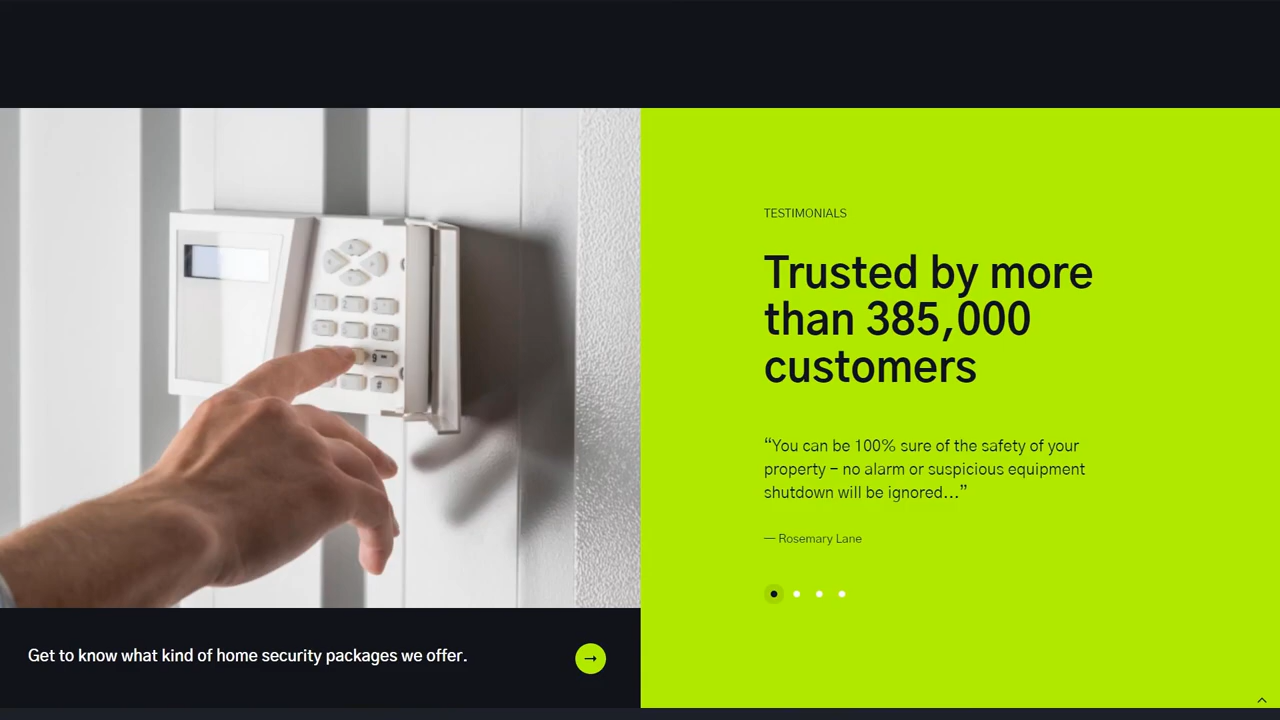 TESTIMONIALS
Trusted by more
than 385,000
customers
“You can be 100% sure of the safety of your
property – no alarm or suspicious equipment
shutdown will be ignored…”
— Rosemary Lane
Get to know what kind of home security packages we offer.